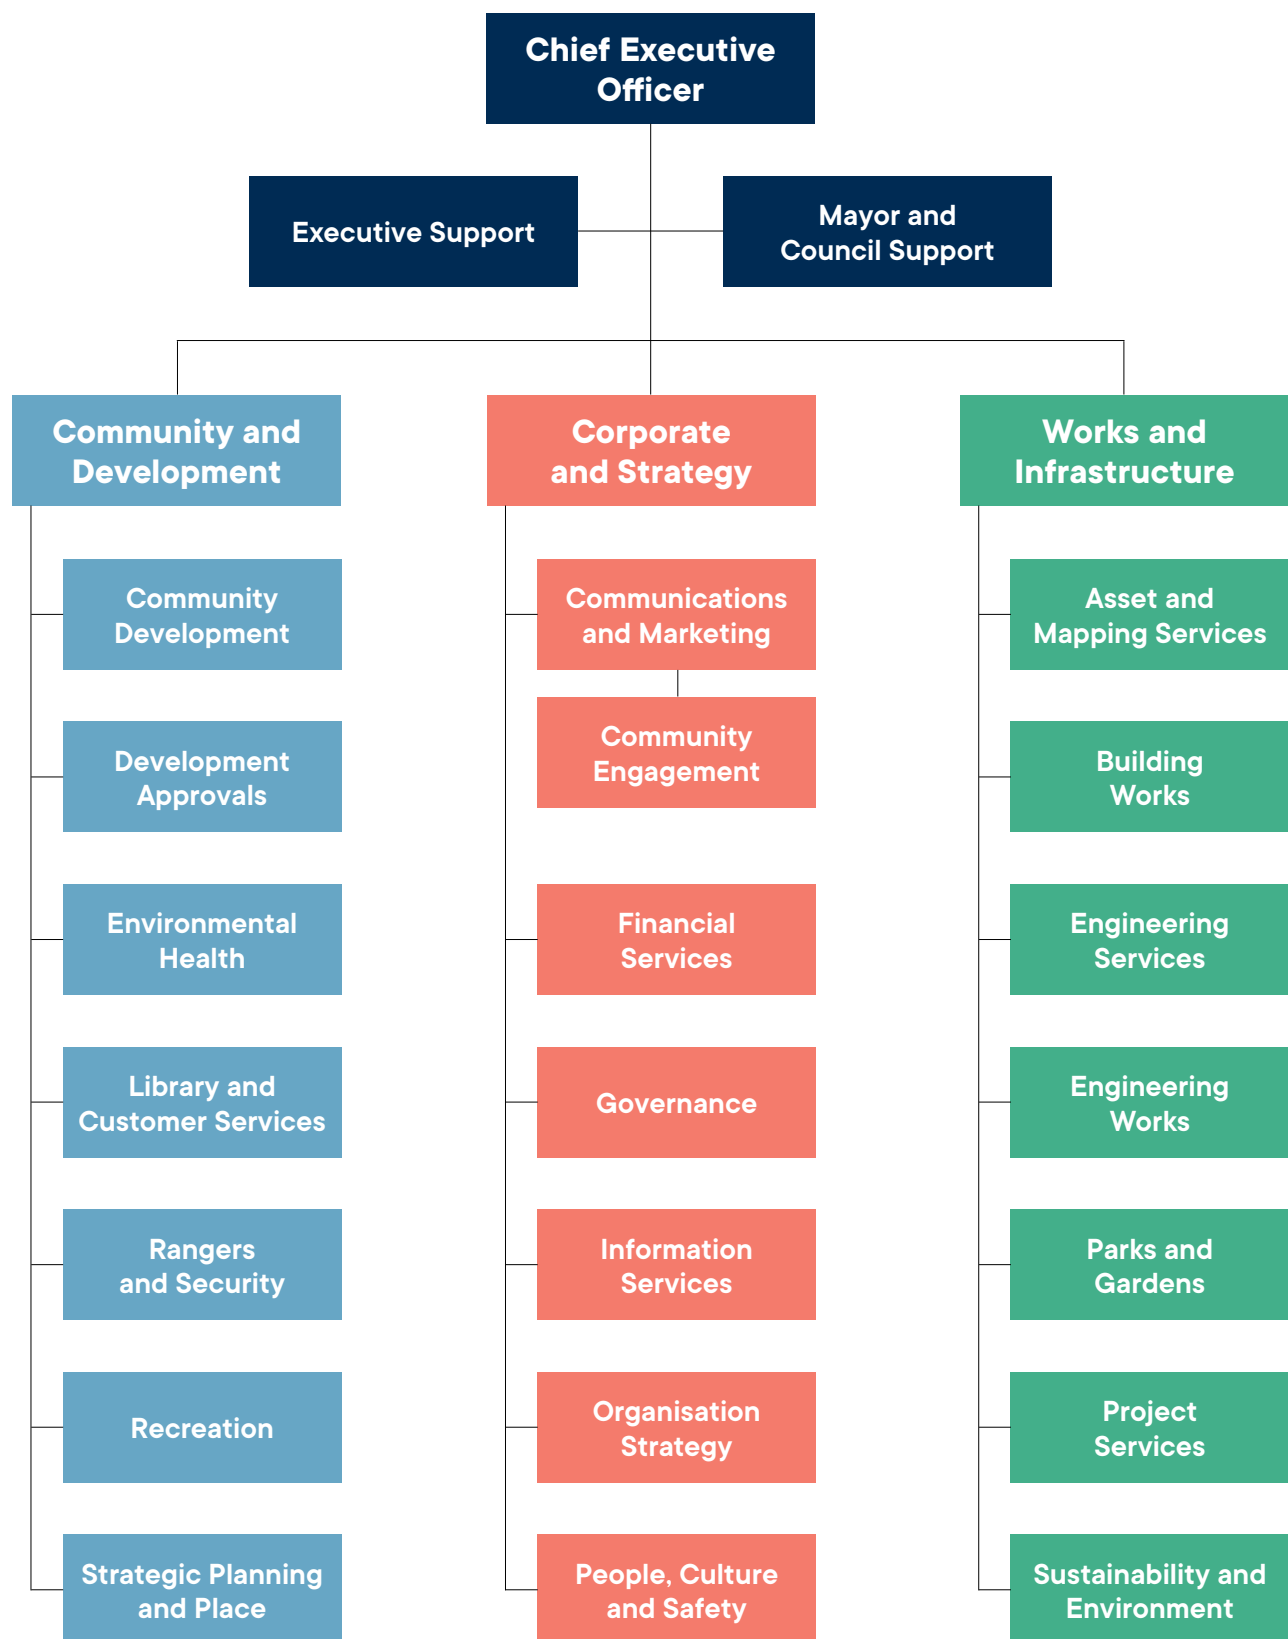 Chief Executive
Officer
Executive Support
Mayor and
Council Support
Community and
Development
Community
Development
Development
Approvals
Environmental
Health
Library and
Customer Services
Rangers
and Security
Recreation
Strategic Planning
and Place
Corporate
and Strategy
Communications
and Marketing
Community
Engagement
Financial
Services
Governance
Information
Services
Organisation
Strategy
People, Culture
and Safety
Works and
Infrastructure
Asset and
Mapping Services
Building
Works
Engineering
Services
Engineering
Works
Parks and
Gardens
Project
Services
Sustainability and
Environment